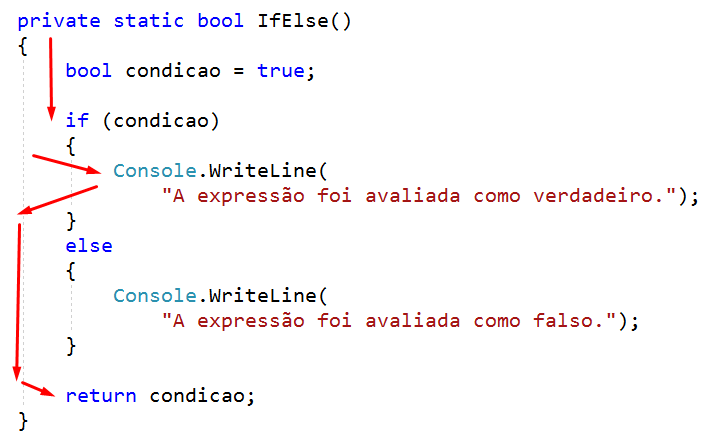 private static bool IfElse()
{
bool condicao = true;
if (condicao)
{
Console.WriteLine(
"A expressão foi avaliada como verdadeiro.");
}
else
{
Console.WriteLine(
"A expressão foi avaliada como falso.");
}
return condicao;
}